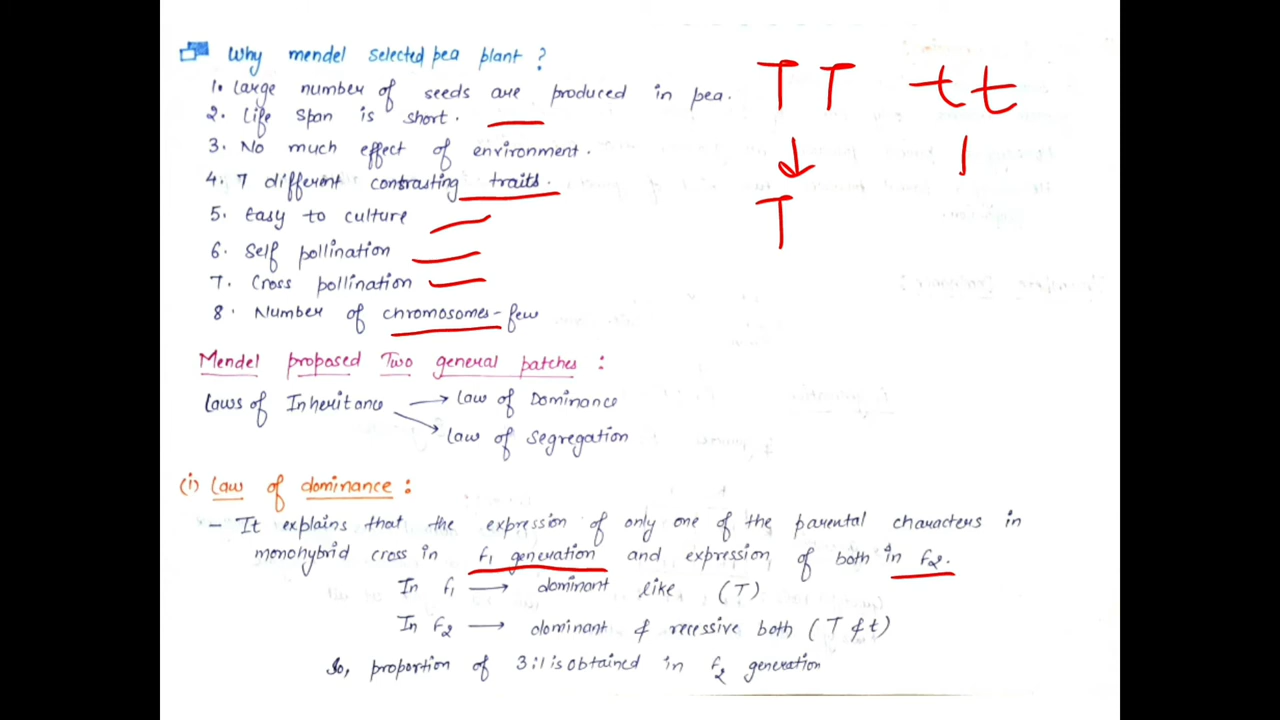 Why mendel selected pea plant ?
1. Large number of seeds are produced in pea.
2. Life span is short.
3. No much effect of environment.
4. 7 different contrasting traits.
5. Easy to culture
6. Self pollination
7. Cross pollination
8. Number of chromosomes - few
Mendel proposed Two general patches :
Laws of Inheritance → Law of Dominance
→ Law of Segregation
(i) Law of dominance :
- It explains that the expression of only one of the parental characters in
monohybrid cross in F1 generation and expression of both in F2.
In F1 → dominant like (T)
In F2 → dominant & recessive both (T & t)
So, proportion of 3:1 is obtained in F2 generation
T T t t
↓
T